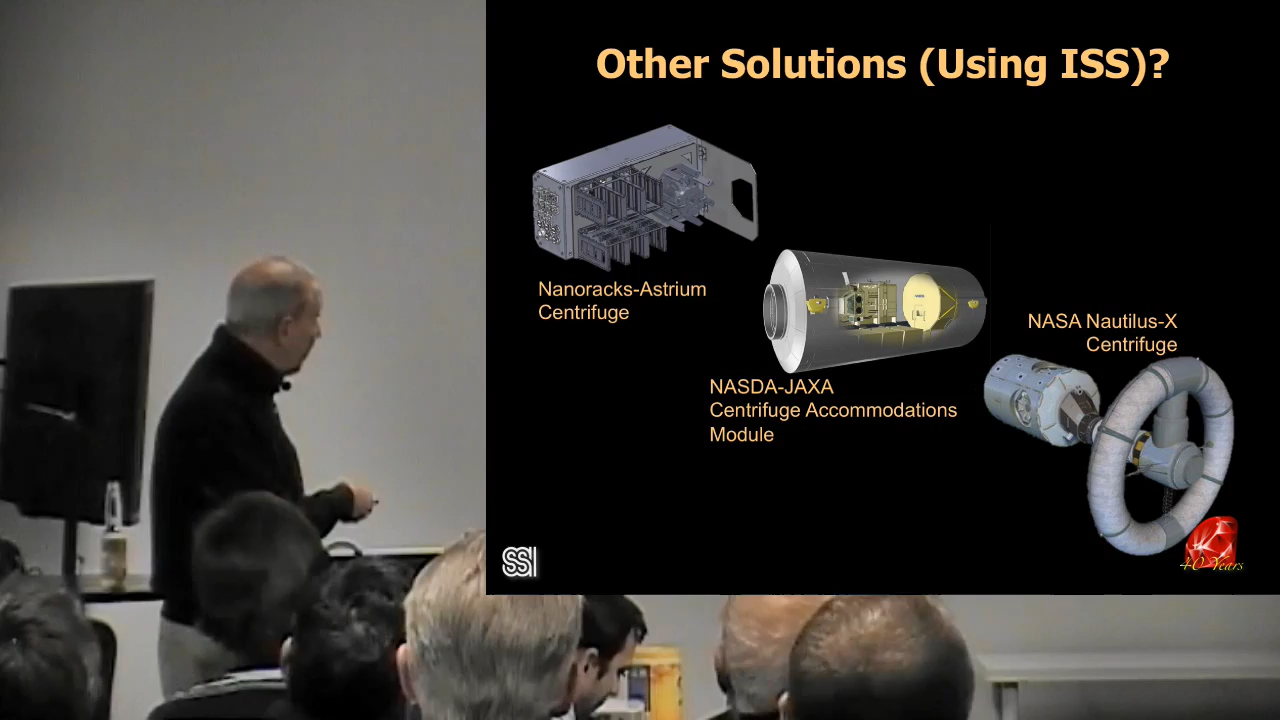 Other Solutions (Using ISS)?
Nanoracks-Astrium
Centrifuge
NASDA-JAXA
Centrifuge Accommodations
Module
NASA Nautilus-X
Centrifuge
SSI
40 Years